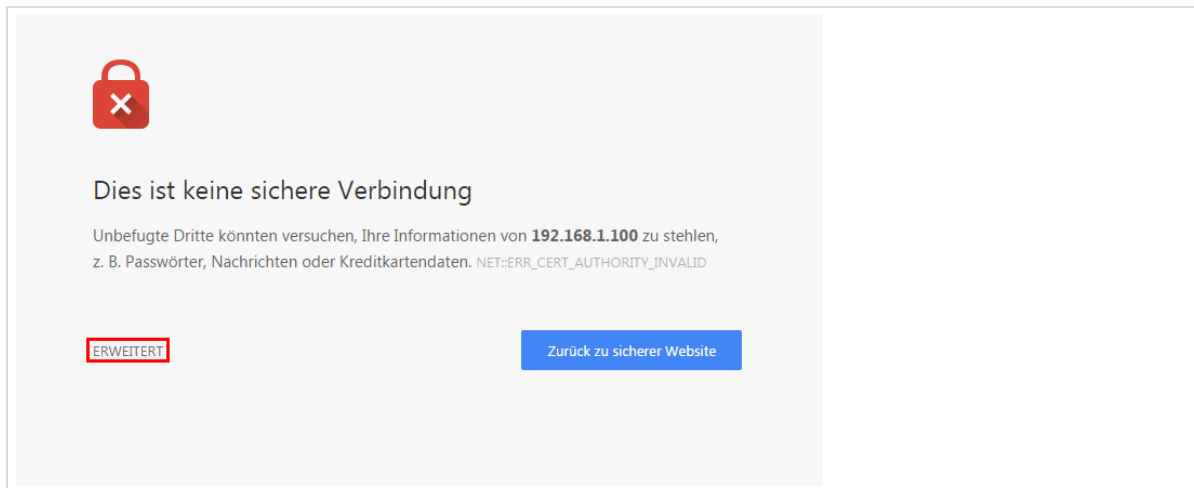 Dies ist keine sichere Verbindung
Unbefugte Dritte könnten versuchen, Ihre Informationen von 192.168.1.100 zu stehlen,
z. B. Passwörter, Nachrichten oder Kreditkartendaten. NET::ERR_CERT_AUTHORITY_INVALID
ERWEITERT
Zurück zu sicherer Website